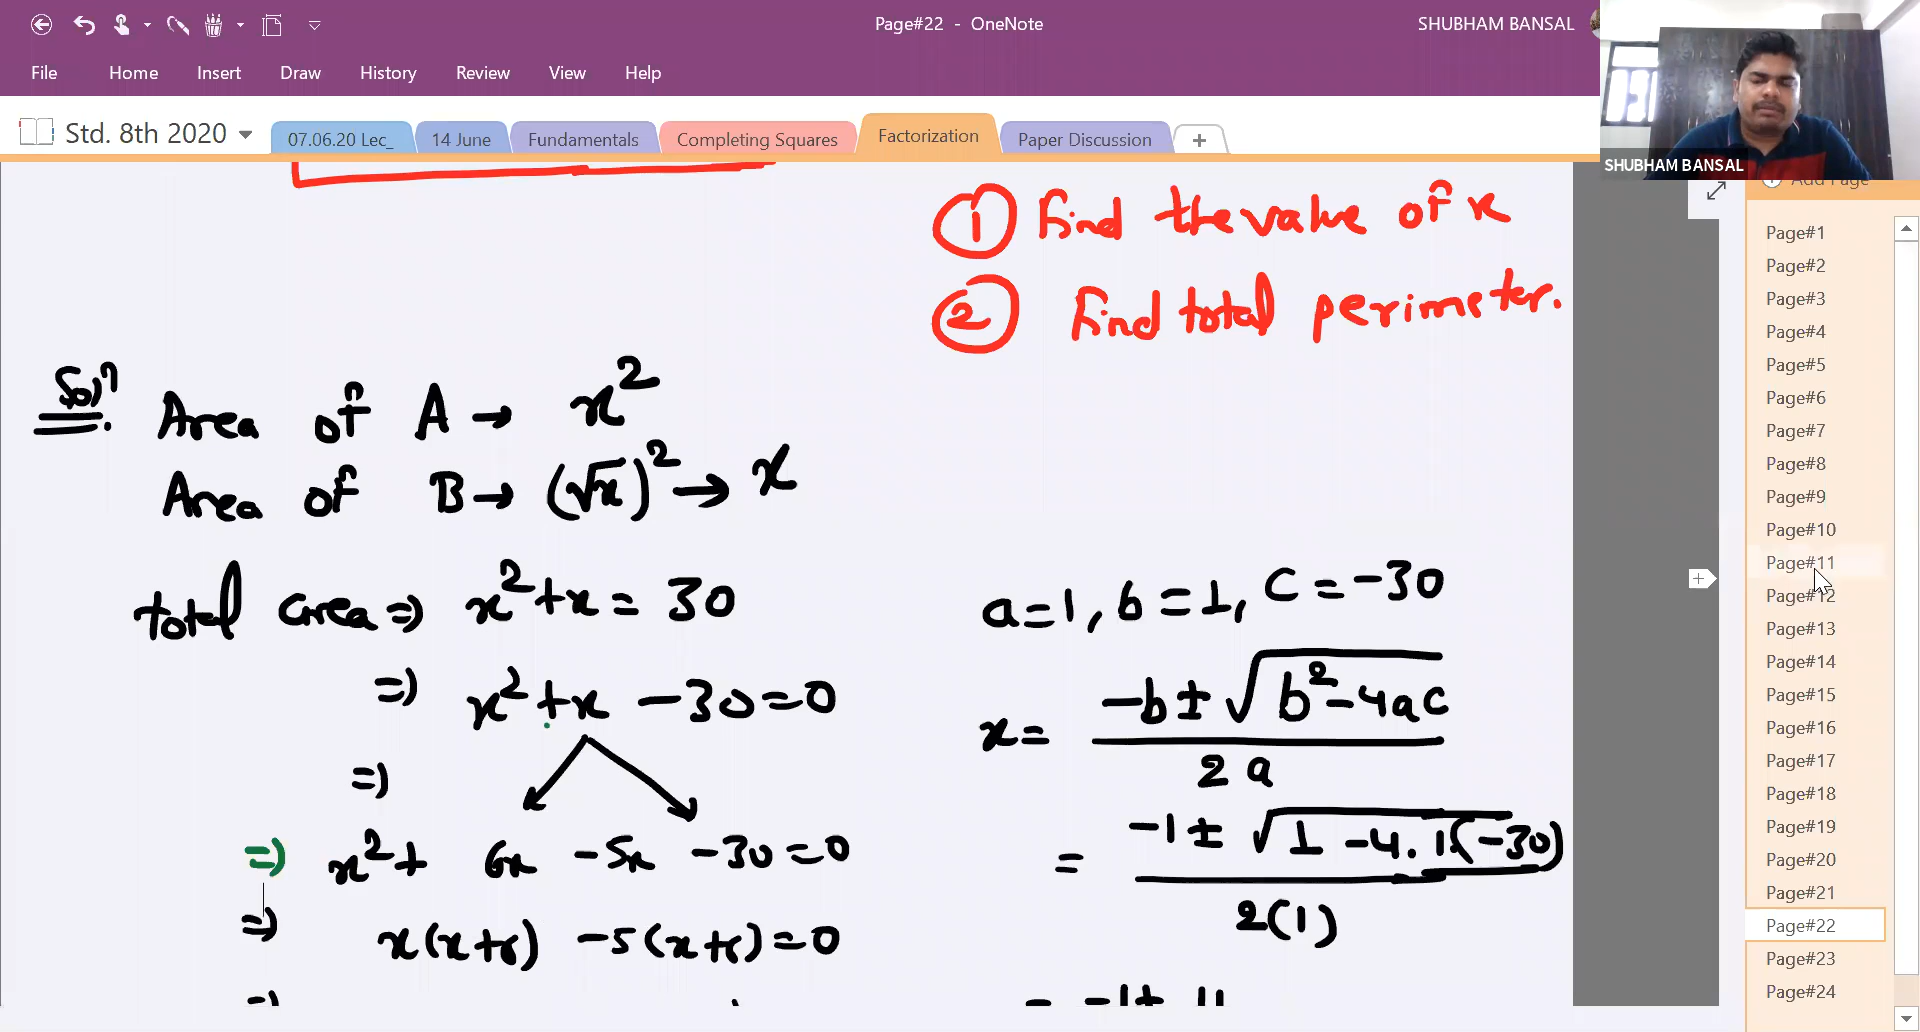 Page#22 - OneNote
SHUBHAM BANSAL
File Home Insert Draw History Review View Help
SHUBHAM BANSAL
Std. 8th 2020
07.06.20 Lec_ 14 June Fundamentals Completing Squares Factorization Paper Discussion +
Add Page
① Find the value of x
② Find total perimeter.
Solⁿ. Area of A → x²
Area of B → (√x)² → x
total area ⇒ x²+x = 30
⇒ x²+x -30=0
⇒
⇒ x²+ 6x -5x -30=0
⇒ x(x+6) -5(x+6)=0
a=1, b=1, c=-30
x= -b±√b²-4ac
2a
= -1±√1-4.1(-30)
2(1)
= -1± 11
Page#1
Page#2
Page#3
Page#4
Page#5
Page#6
Page#7
Page#8
Page#9
Page#10
Page#11
Page#12
Page#13
Page#14
Page#15
Page#16
Page#17
Page#18
Page#19
Page#20
Page#21
Page#22
Page#23
Page#24